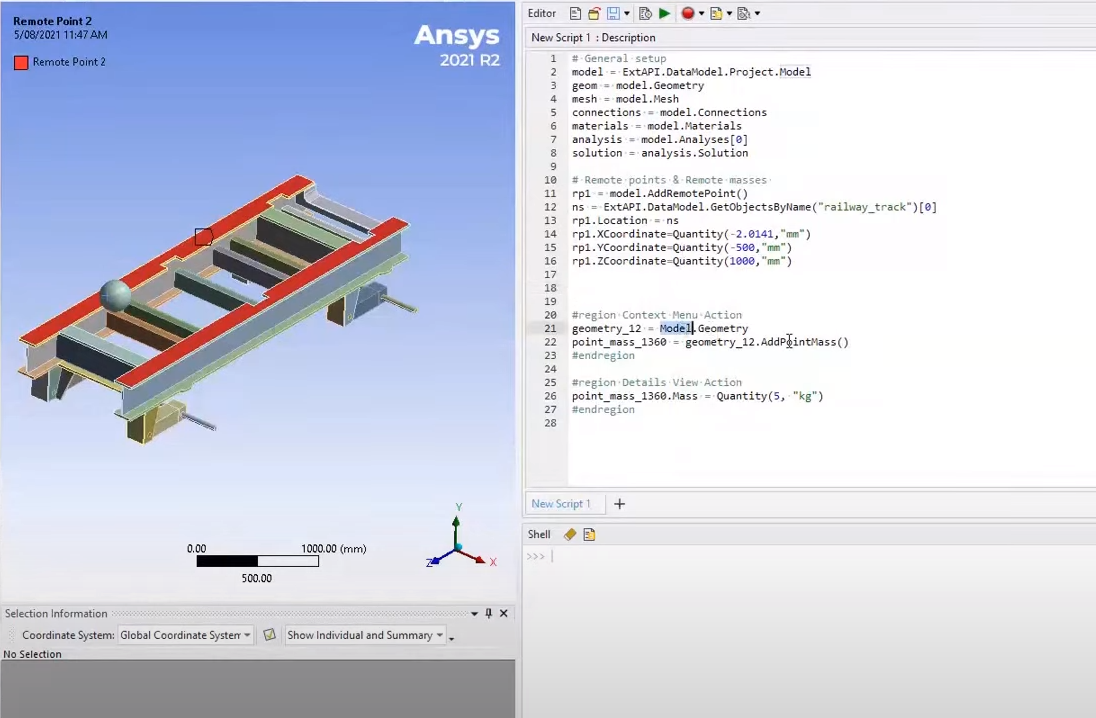 Remote Point 2
5/08/2021 11:47 AM
Remote Point 2
Ansys
2021 R2
0.00
1000.00 (mm)
500.00
Y
Z
X
Selection Information
Coordinate System: Global Coordinate System
Show Individual and Summary
No Selection
Editor
New Script 1 : Description
1 # General setup
2 model = ExtAPI.DataModel.Project.Model
3 geom = model.Geometry
4 mesh = model.Mesh
5 connections = model.Connections
6 materials = model.Materials
7 analysis = model.Analyses[0]
8 solution = analysis.Solution
9
10 # Remote points & Remote masses
11 rp1 = model.AddRemotePoint()
12 ns = ExtAPI.DataModel.GetObjectsByName("railway_track")[0]
13 rp1.Location = ns
14 rp1.XCoordinate=Quantity(-2.0141,"mm")
15 rp1.YCoordinate=Quantity(-500,"mm")
16 rp1.ZCoordinate=Quantity(1000,"mm")
17
18
19
20 #region Context Menu Action
21 geometry_12 = Model.Geometry
22 point_mass_1360 = geometry_12.AddPointMass()
23 #endregion
24
25 #region Details View Action
26 point_mass_1360.Mass = Quantity(5, "kg")
27 #endregion
28
New Script 1
Shell
>>>